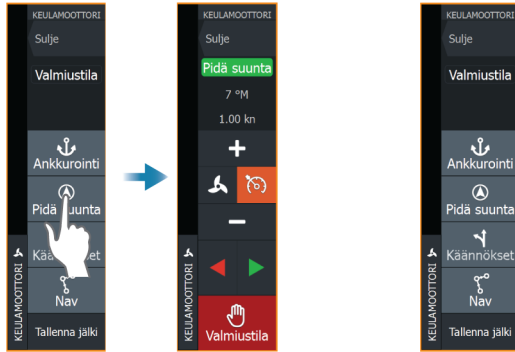 KEULAMOOTTORI
Sulje
Valmiustila
Ankkurointi
Pidä suunta
Nav
Tallenna jälki
KEULAMOOTTORI
KEULAMOOTTORI
Sulje
Pidä suunta
7 °M
1.00 kn
Valmiustila
KEULAMOOTTORI
KEULAMOOTTORI
Sulje
Valmiustila
Ankkurointi
Pidä suunta
Käännökset
Nav
Tallenna jälki
KEULAMOOTTORI